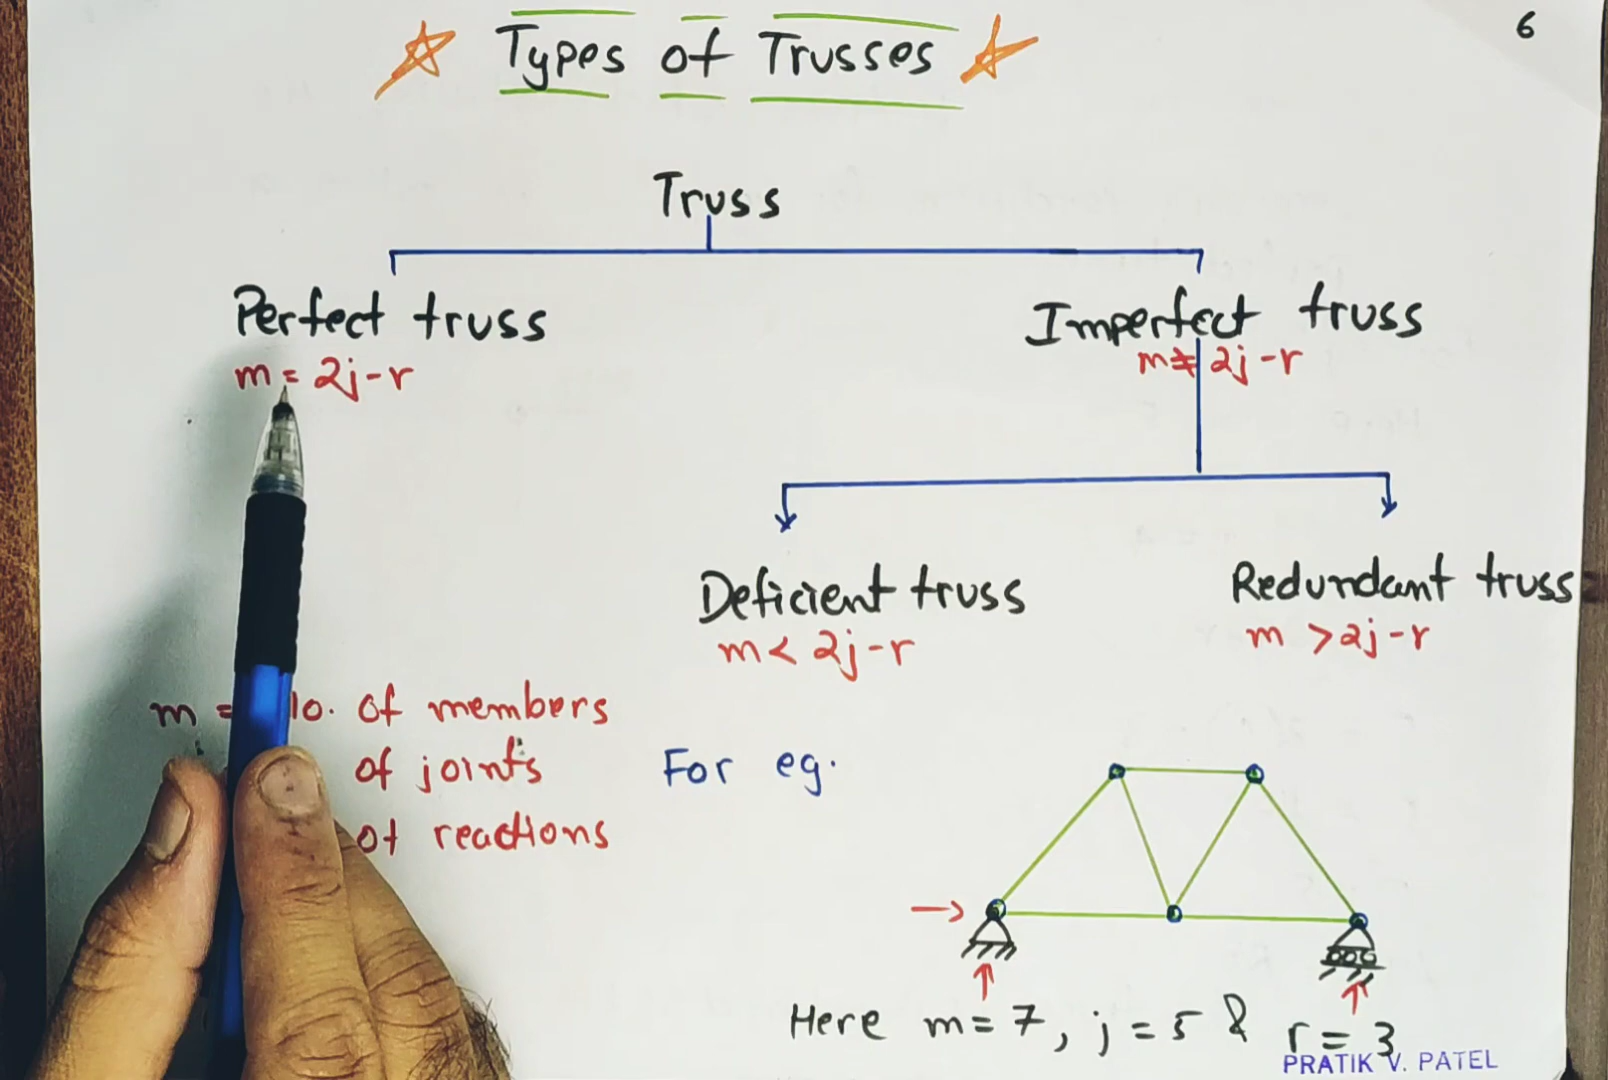 6
Types of Trusses
Truss
Perfect truss
m = 2j-r
Imperfect truss
m ≠ 2j-r
Deficient truss
m < 2j-r
Redundant truss
m > 2j-r
m = of members
of joints
of reactions
For eg.
Here m = 7, j = 5 & r = 3
PRATIK V. PATEL